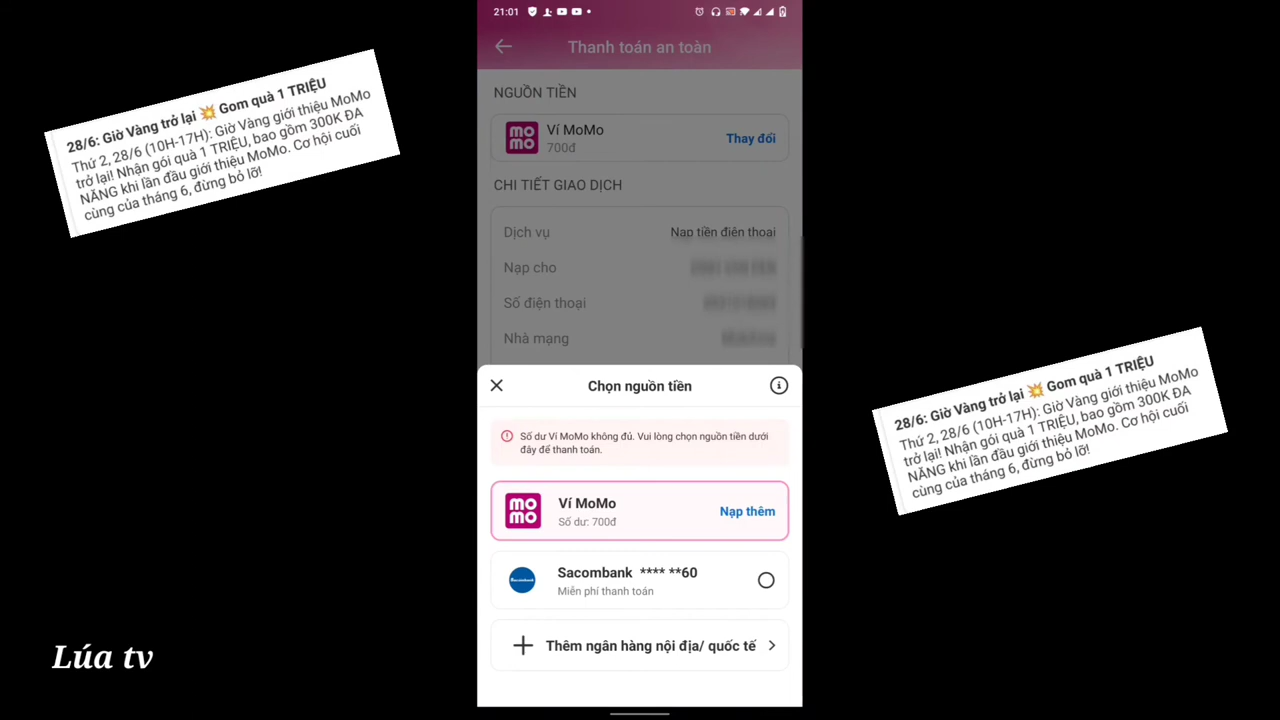 21:01
Thanh toán an toàn
NGUỒN TIỀN
mo
mo
Ví MoMo
700đ
Thay đổi
CHI TIẾT GIAO DỊCH
Dịch vụ
Nạp tiền điện thoại
Nạp cho
Số điện thoại
Nhà mạng
Chọn nguồn tiền
Số dư Ví MoMo không đủ. Vui lòng chọn nguồn tiền dưới
đây để thanh toán.
mo
mo
Ví MoMo
Số dư: 700đ
Nạp thêm
Sacombank
Sacombank **** **60
Miễn phí thanh toán
Thêm ngân hàng nội địa/ quốc tế
28/6: Giờ Vàng trở lại 💥 Gom quà 1 TRIỆU
Thứ 2, 28/6 (10H-17H): Giờ Vàng giới thiệu MoMo
trở lại! Nhận gói quà 1 TRIỆU, bao gồm 300K ĐA
NĂNG khi lần đầu giới thiệu MoMo. Cơ hội cuối
cùng của tháng 6, đừng bỏ lỡ!
28/6: Giờ Vàng trở lại 💥 Gom quà 1 TRIỆU
Thứ 2, 28/6 (10H-17H): Giờ Vàng giới thiệu MoMo
trở lại! Nhận gói quà 1 TRIỆU, bao gồm 300K ĐA
NĂNG khi lần đầu giới thiệu MoMo. Cơ hội cuối
cùng của tháng 6, đừng bỏ lỡ!
Lúa tv